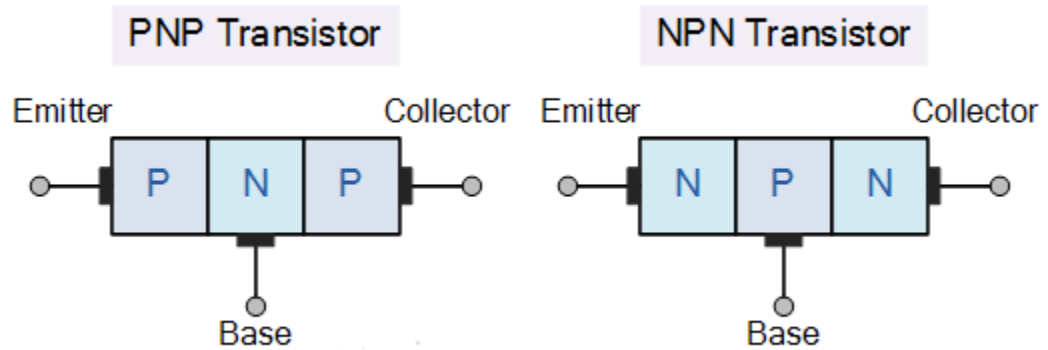 PNP Transistor
NPN Transistor
Emitter
Collector
Emitter
Collector
P
N
P
N
P
N
Base
Base